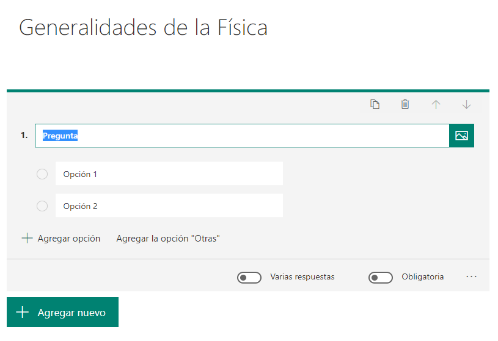 Generalidades de la Física
1. Pregunta
Opción 1
Opción 2
Agregar opción Agregar la opción "Otras"
Varias respuestas Obligatoria ...
Agregar nuevo